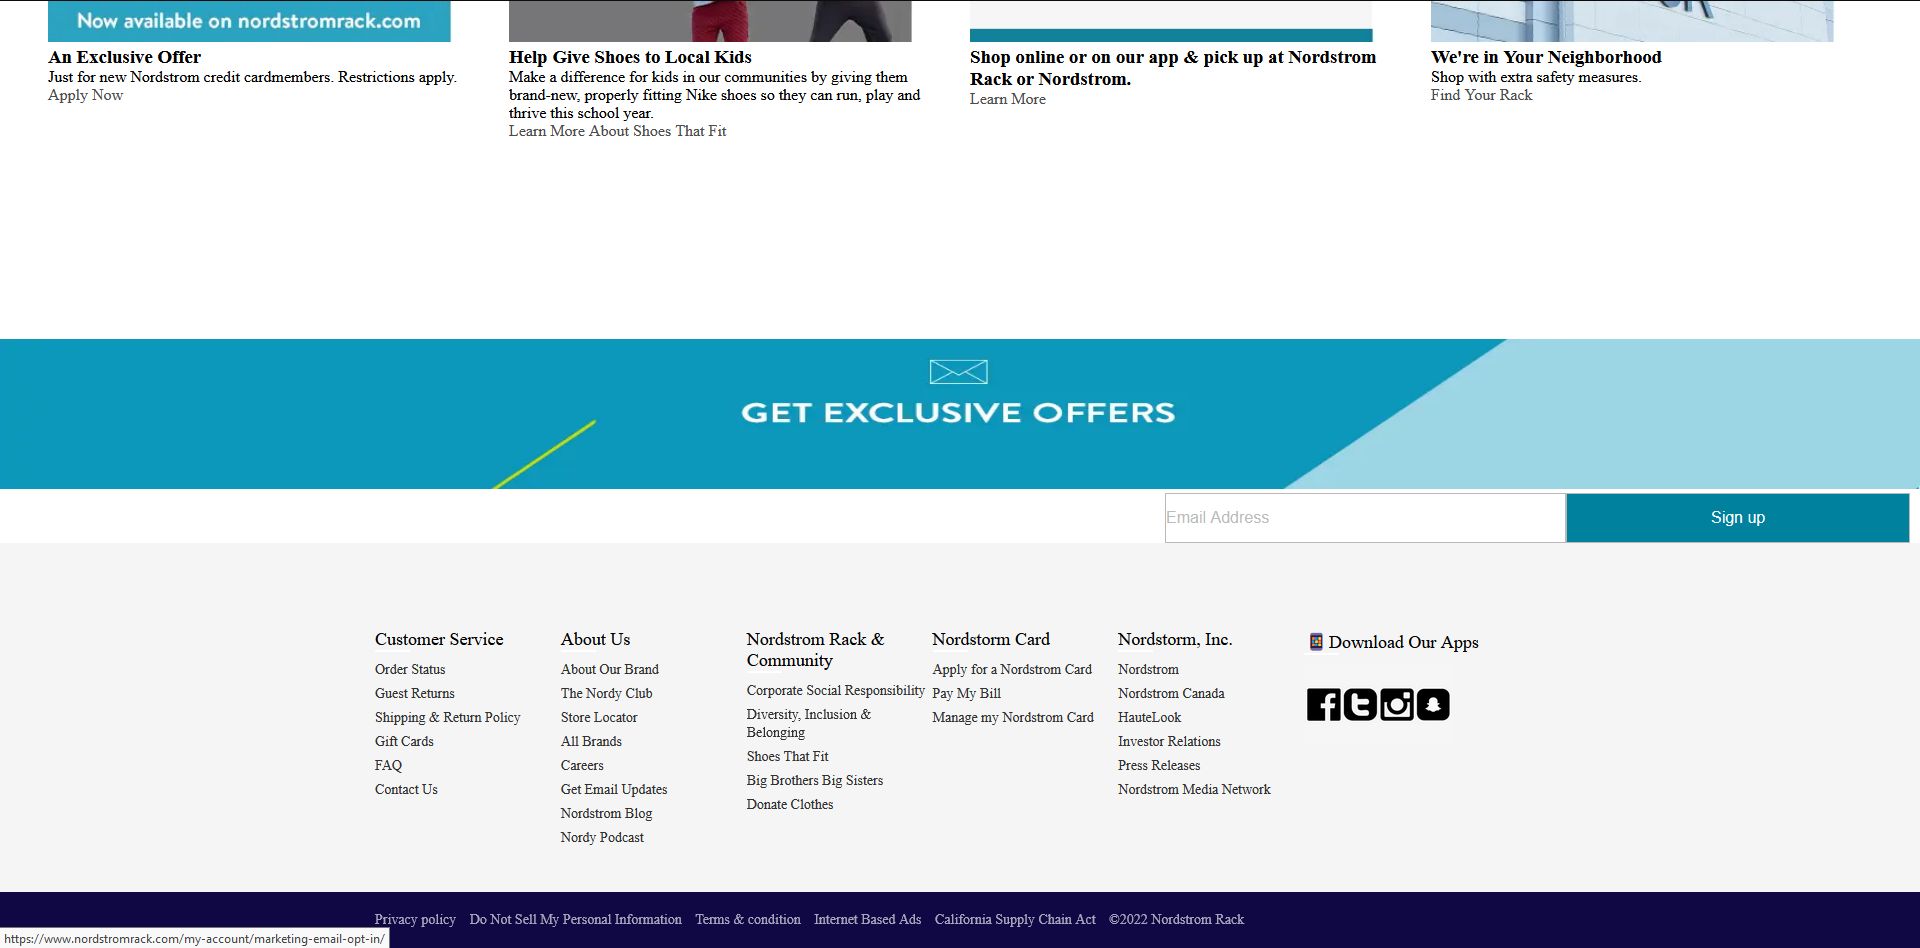 Now available on nordstromrack.com
An Exclusive Offer
Just for new Nordstrom credit cardmembers. Restrictions apply.
Apply Now
Help Give Shoes to Local Kids
Make a difference for kids in our communities by giving them
brand-new, properly fitting Nike shoes so they can run, play and
thrive this school year.
Learn More About Shoes That Fit
Shop online or on our app & pick up at Nordstrom
Rack or Nordstrom.
Learn More
We're in Your Neighborhood
Shop with extra safety measures.
Find Your Rack
GET EXCLUSIVE OFFERS
Email Address
Sign up
Customer Service
Order Status
Guest Returns
Shipping & Return Policy
Gift Cards
FAQ
Contact Us
About Us
About Our Brand
The Nordy Club
Store Locator
All Brands
Careers
Get Email Updates
Nordstrom Blog
Nordy Podcast
Nordstrom Rack &
Community
Corporate Social Responsibility
Diversity, Inclusion &
Belonging
Shoes That Fit
Big Brothers Big Sisters
Donate Clothes
Nordstorm Card
Apply for a Nordstrom Card
Pay My Bill
Manage my Nordstrom Card
Nordstorm, Inc.
Nordstrom
Nordstrom Canada
HauteLook
Investor Relations
Press Releases
Nordstrom Media Network
Download Our Apps
Privacy policy Do Not Sell My Personal Information Terms & condition Internet Based Ads California Supply Chain Act ©2022 Nordstrom Rack
https://www.nordstromrack.com/my-account/marketing-email-opt-in/